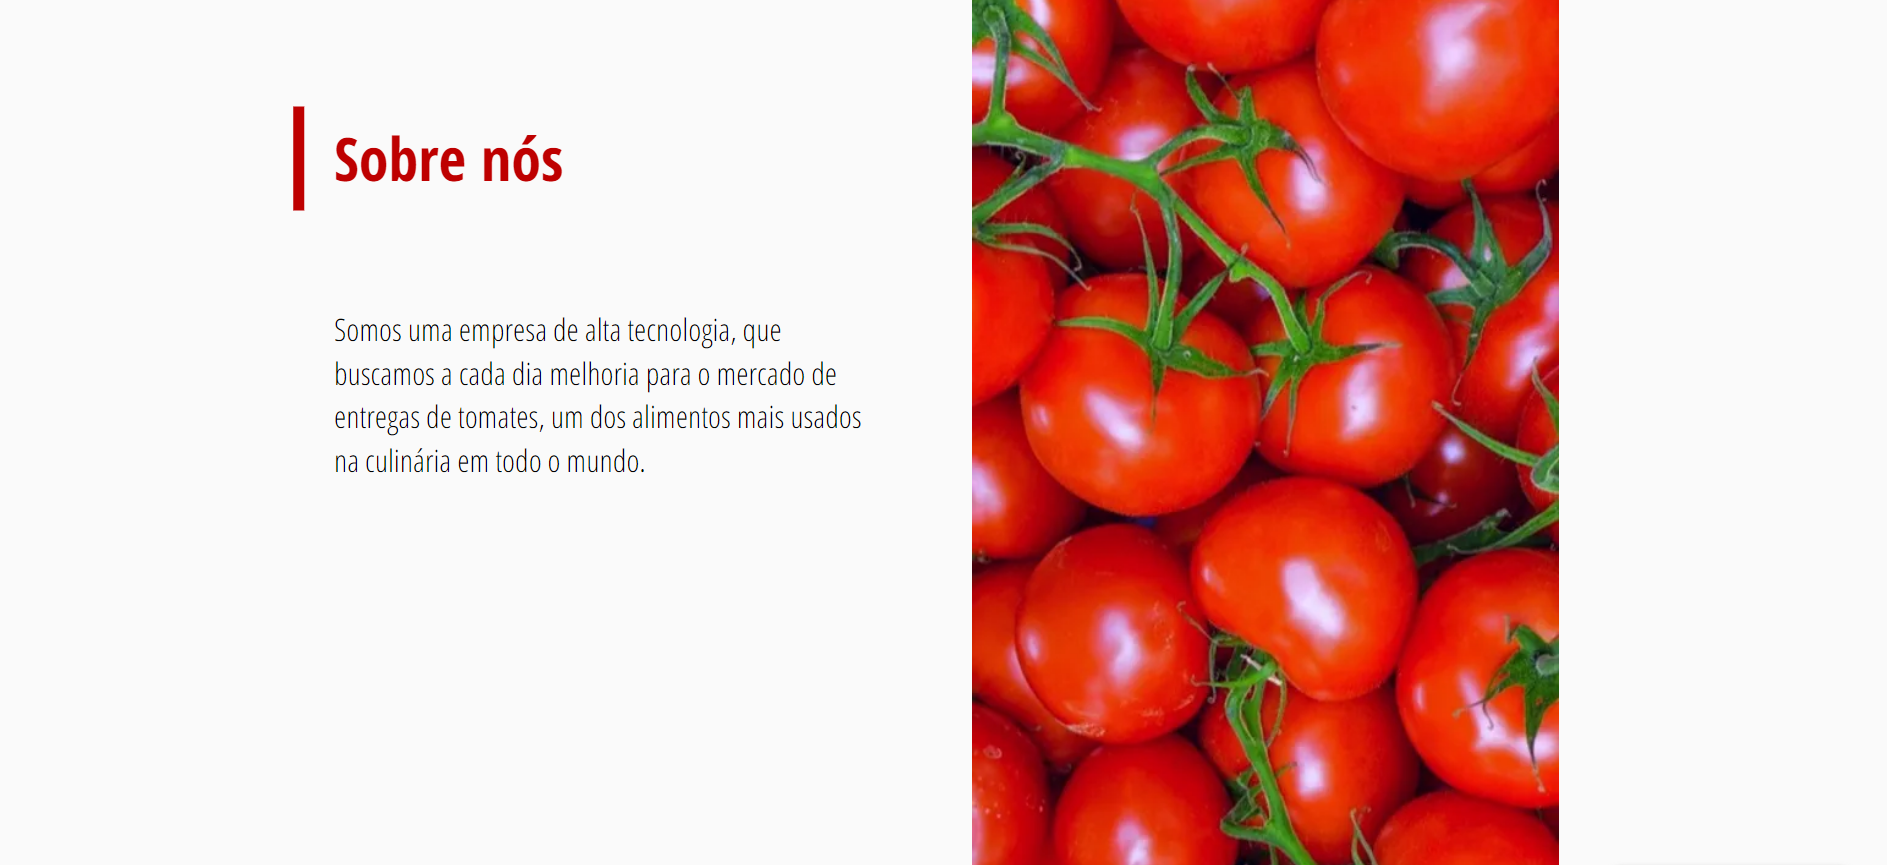 Sobre nós
Somos uma empresa de alta tecnologia, que
buscamos a cada dia melhoria para o mercado de
entregas de tomates, um dos alimentos mais usados
na culinária em todo o mundo.